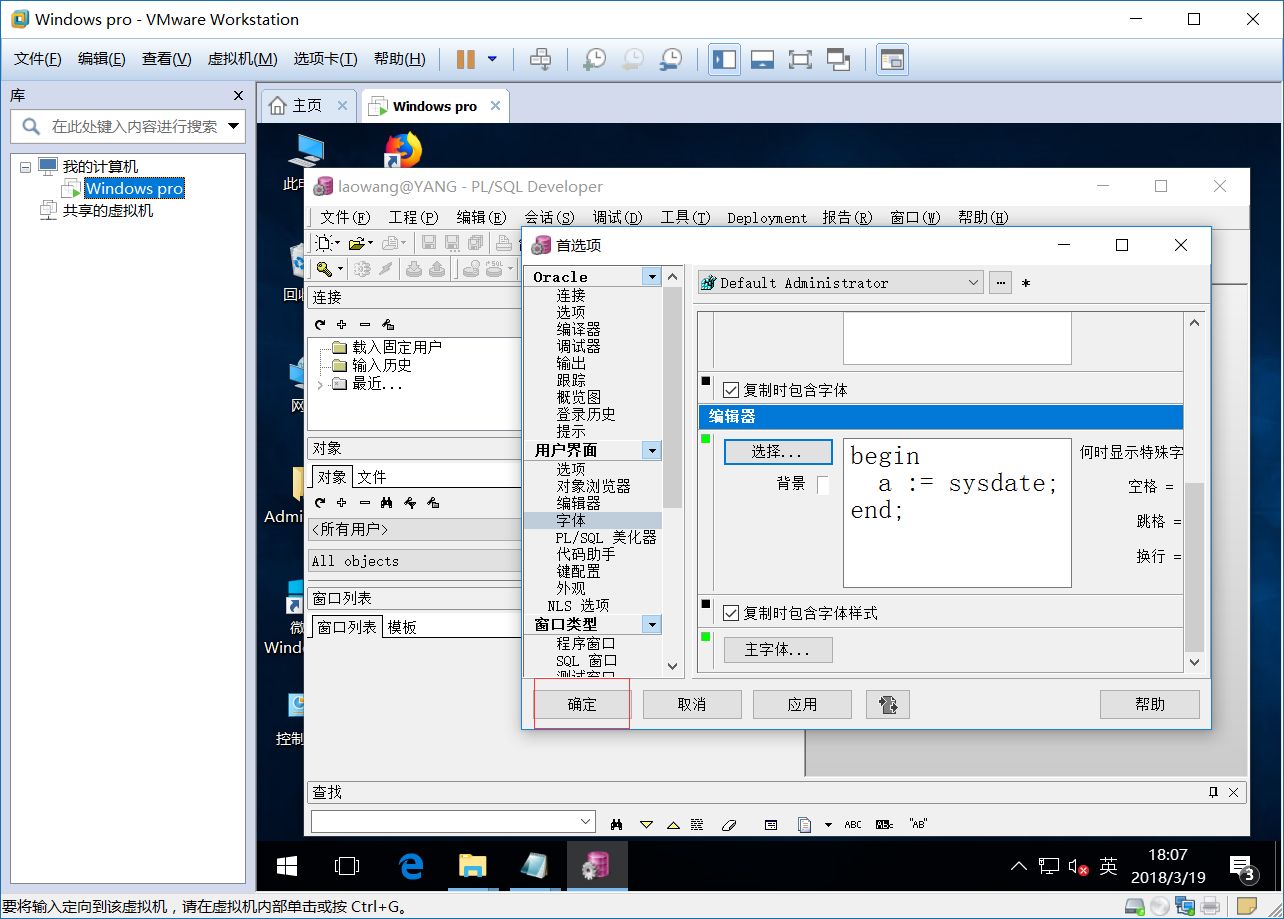 Windows pro - VMware Workstation
文件(F) 编辑(E) 查看(V) 虚拟机(M) 选项卡(T) 帮助(H)
库
在此处键入内容进行搜索
我的计算机
Windows pro
共享的虚拟机
主页
Windows pro
此电
回收
网
Admi
微
Windo
控制
laowang@YANG - PL/SQL Developer
文件(F) 工程(P) 编辑(E) 会话(S) 调试(D) 工具(T) Deployment 报告(R) 窗口(W) 帮助(H)
连接
载入固定用户
输入历史
最近...
对象
对象 文件
<所有用户>
All objects
窗口列表
窗口列表 模板
首选项
Oracle
连接
选项
编译器
调试器
输出
跟踪
概览图
登录历史
提示
用户界面
选项
对象浏览器
编辑器
字体
PL/SQL 美化器
代码助手
键配置
外观
NLS 选项
窗口类型
程序窗口
SQL 窗口
测试窗口
Default Administrator
... *
复制时包含字体
编辑器
选择...
背景
begin
a := sysdate;
end;
何时显示特殊字
空格 =
跳格 =
换行 =
复制时包含字体样式
主字体...
确定 取消 应用 帮助
查找
ABC
"AB"
英
18:07
2018/3/19
3
要将输入定向到该虚拟机，请在虚拟机内部单击或按 Ctrl+G。